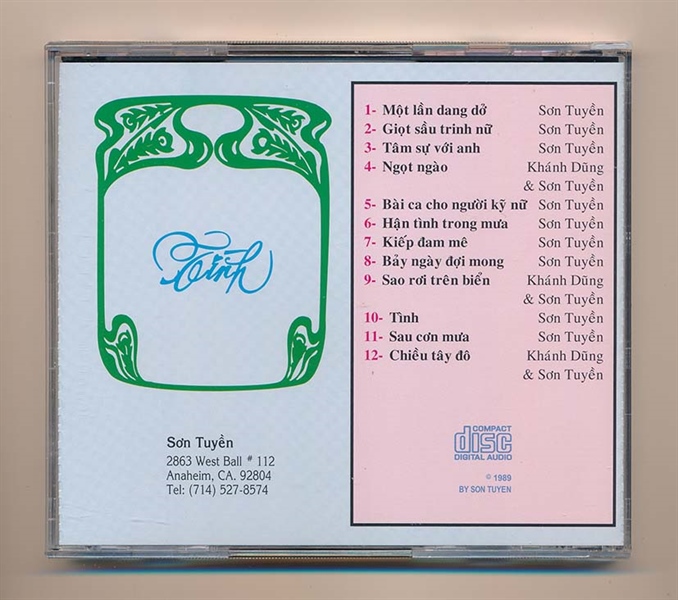 Tình
Sơn Tuyền
2863 West Ball # 112
Anaheim, CA. 92804
Tel: (714) 527-8574
1- Một lần dang dở Sơn Tuyền
2- Giọt sầu trinh nữ Sơn Tuyền
3- Tâm sự với anh Sơn Tuyền
4- Ngọt ngào Khánh Dũng
& Sơn Tuyền
5- Bài ca cho người kỹ nữ Sơn Tuyền
6- Hận tình trong mưa Sơn Tuyền
7- Kiếp đam mê Sơn Tuyền
8- Bảy ngày đợi mong Sơn Tuyền
9- Sao rơi trên biển Khánh Dũng
& Sơn Tuyền
10- Tình Sơn Tuyền
11- Sau cơn mưa Sơn Tuyền
12- Chiều tây đô Khánh Dũng
& Sơn Tuyền
COMPACT
disc
DIGITAL AUDIO
© 1989
BY SON TUYEN